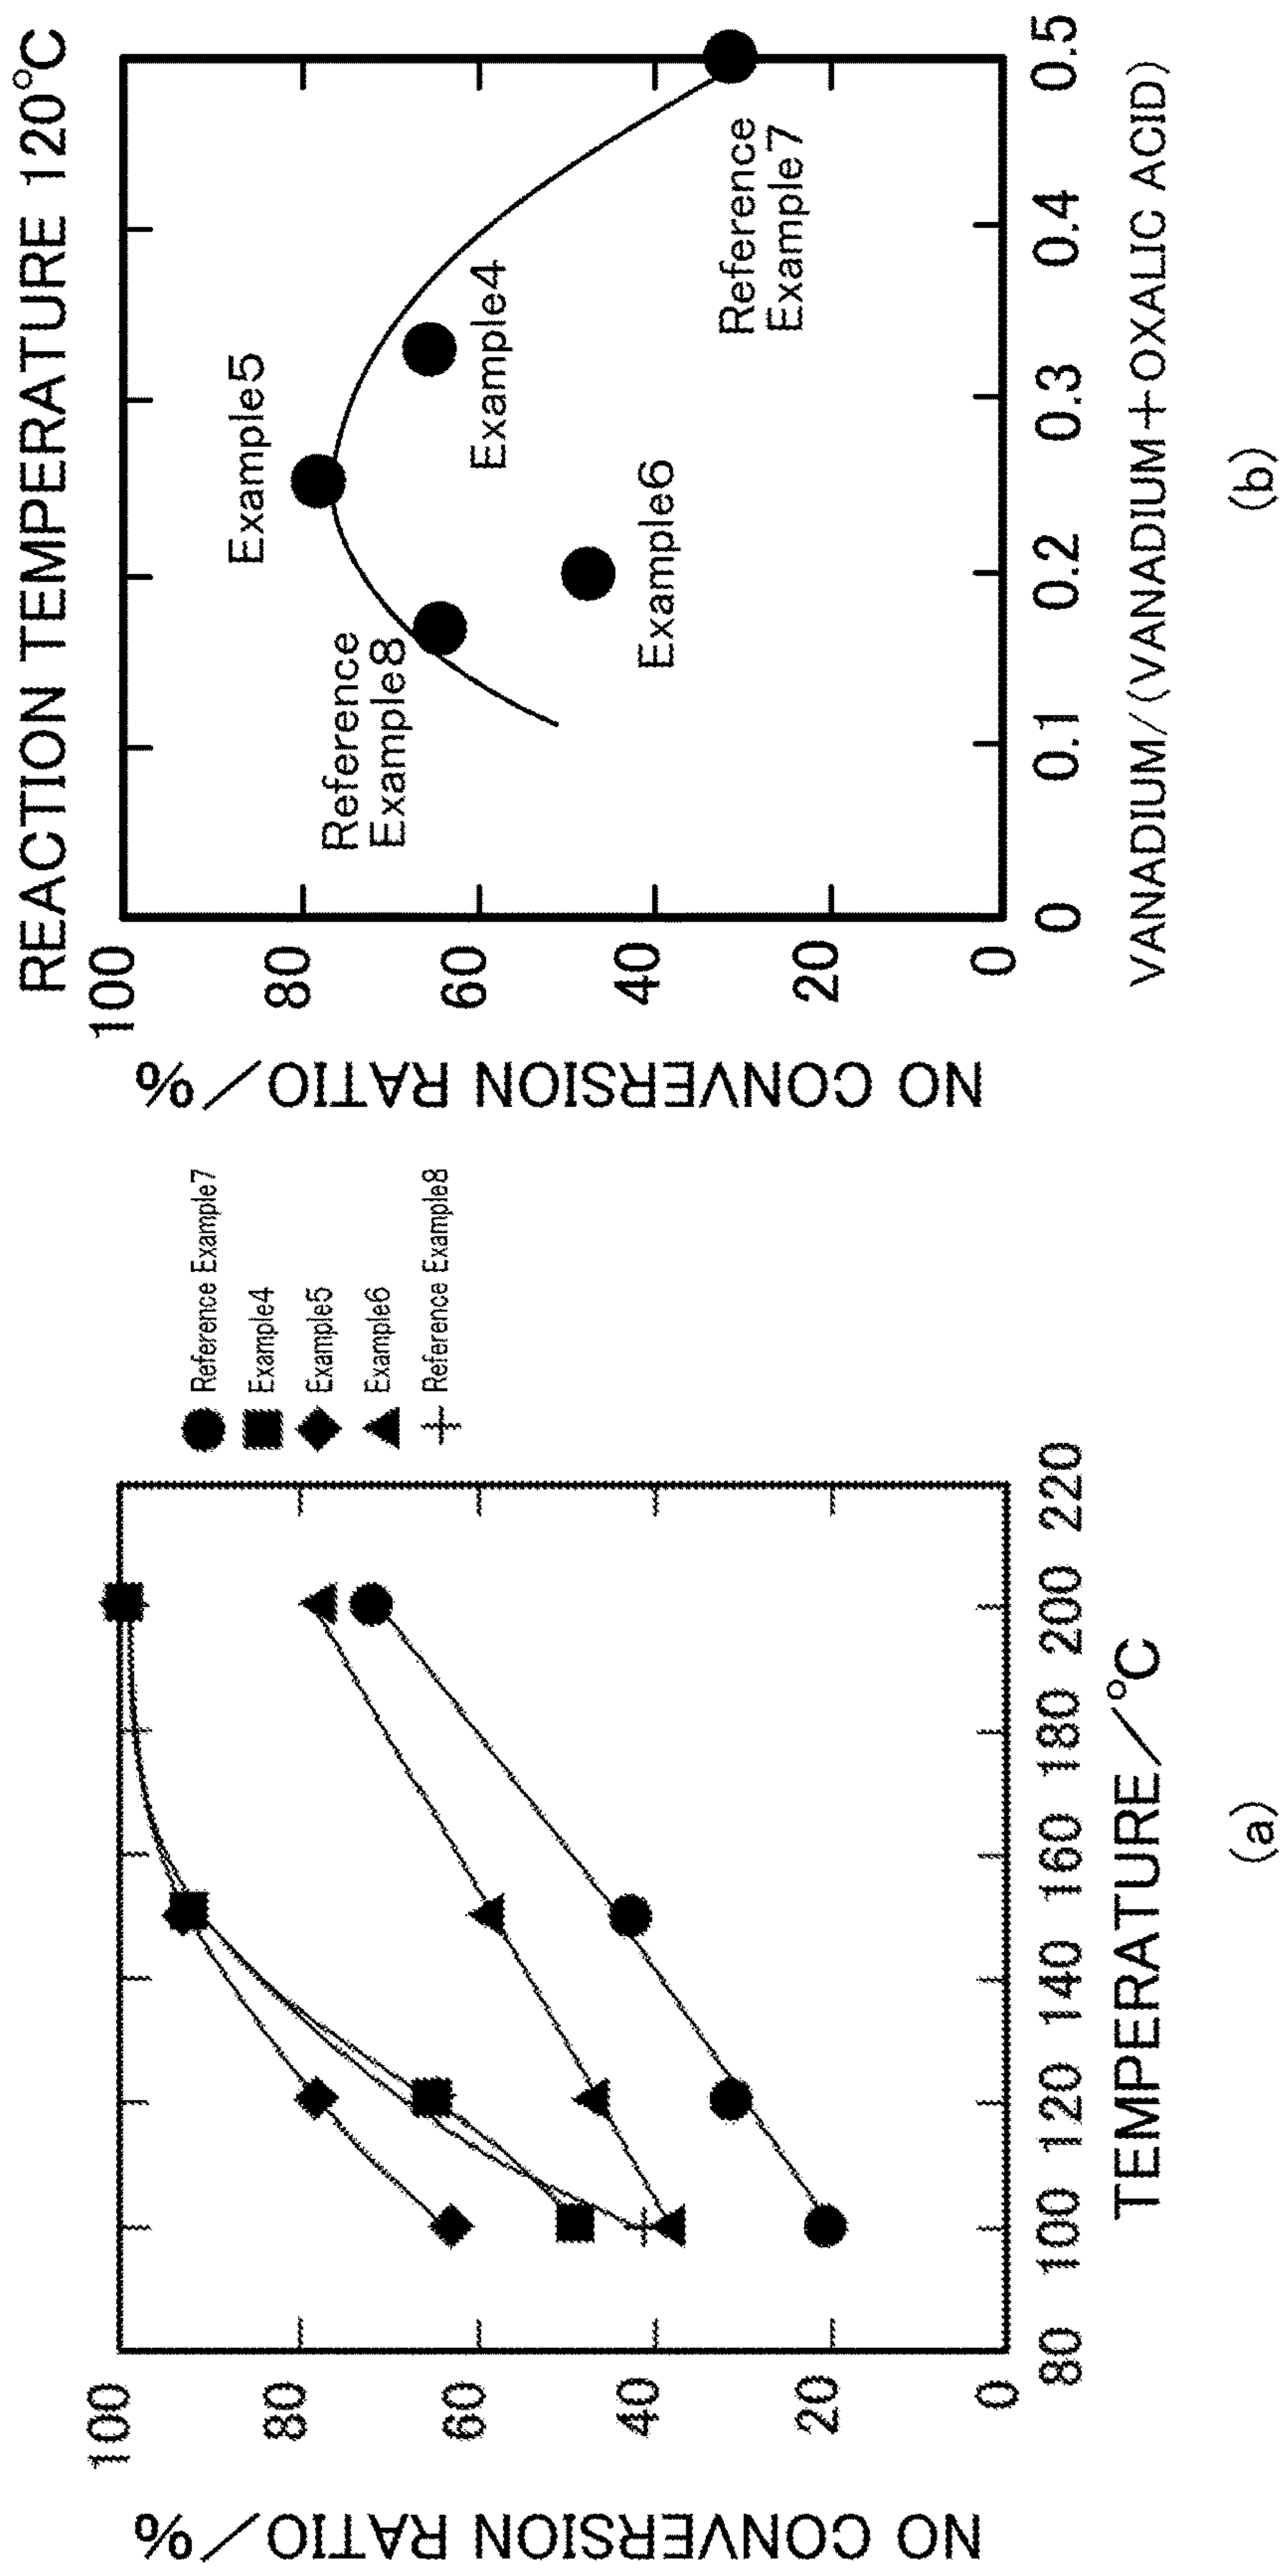 NO CONVERSION RATIO/%
100
80
60
40
20
0
80 100 120 140 160 180 200 220
TEMPERATURE/°C
Reference Example7
Example4
Example5
Example6
Reference Example8
(a)
REACTION TEMPERATURE 120°C
NO CONVERSION RATIO/%
100
80
60
40
20
0
Example5
Reference
Example8
Example4
Example6
Reference
Example7
0 0.1 0.2 0.3 0.4 0.5
VANADIUM/(VANADIUM+OXALIC ACID)
(b)